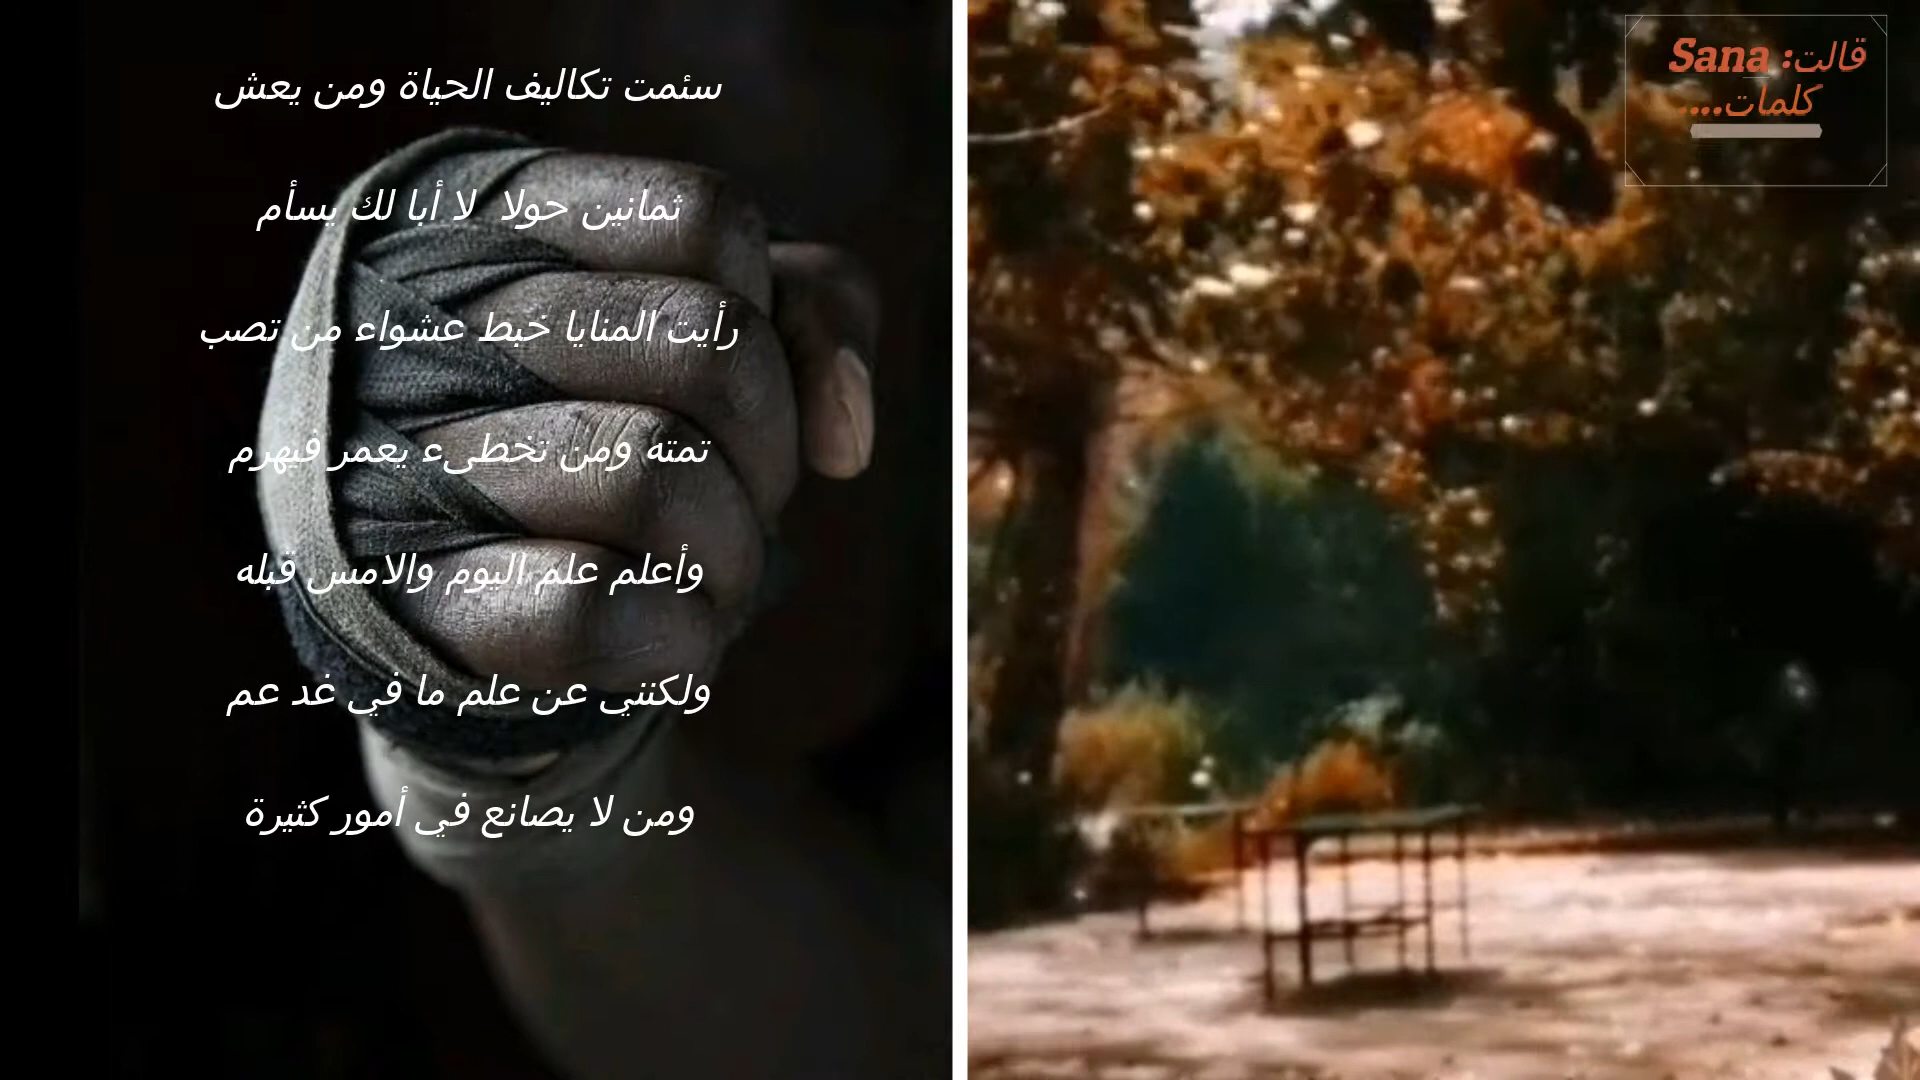 سئمت تكاليف الحياة ومن يعش
ثمانين حولا لا أبا لك يسأم
رأيت المنايا خبط عشواء من تصب
تمته ومن تخطىء يعمر فيهرم
وأعلم علم اليوم والامس قبله
ولكنني عن علم ما في غد عم
ومن لا يصانع في أمور كثيرة
قالت: Sana
كلمات....